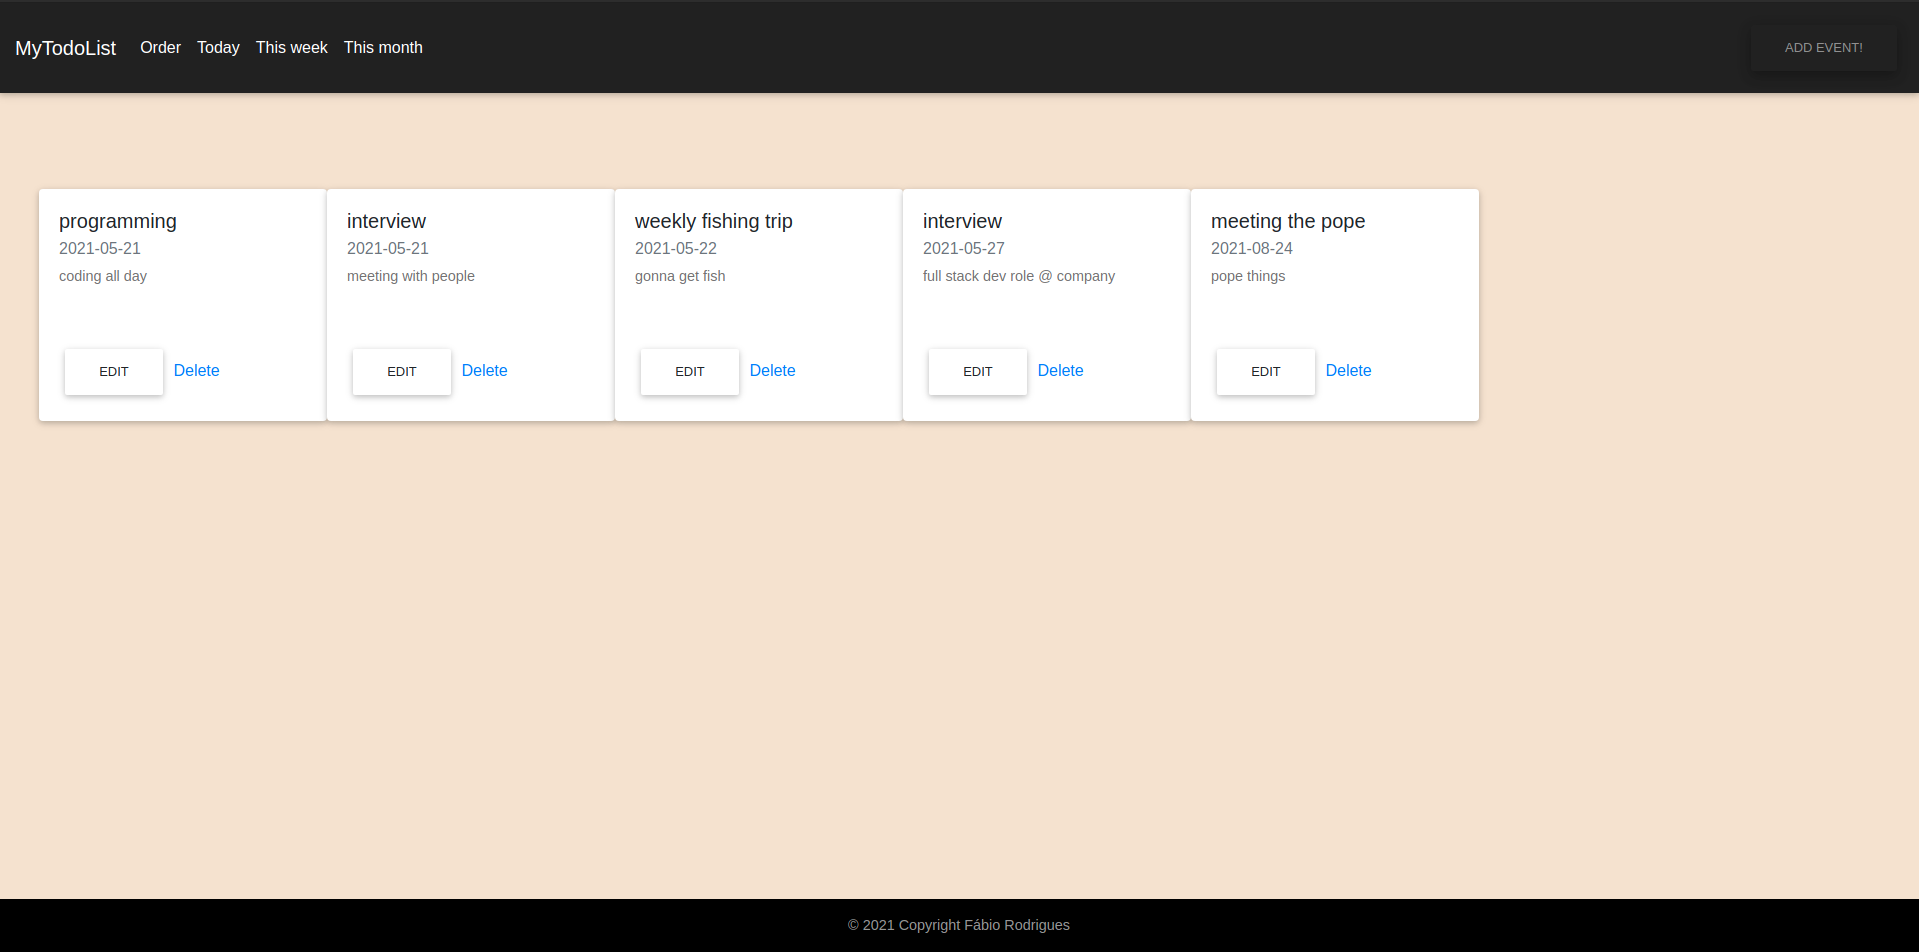 MyTodoList Order Today This week This month ADD EVENT!
programming
2021-05-21
coding all day
EDIT Delete
interview
2021-05-21
meeting with people
EDIT Delete
weekly fishing trip
2021-05-22
gonna get fish
EDIT Delete
interview
2021-05-27
full stack dev role @ company
EDIT Delete
meeting the pope
2021-08-24
pope things
EDIT Delete
© 2021 Copyright Fábio Rodrigues